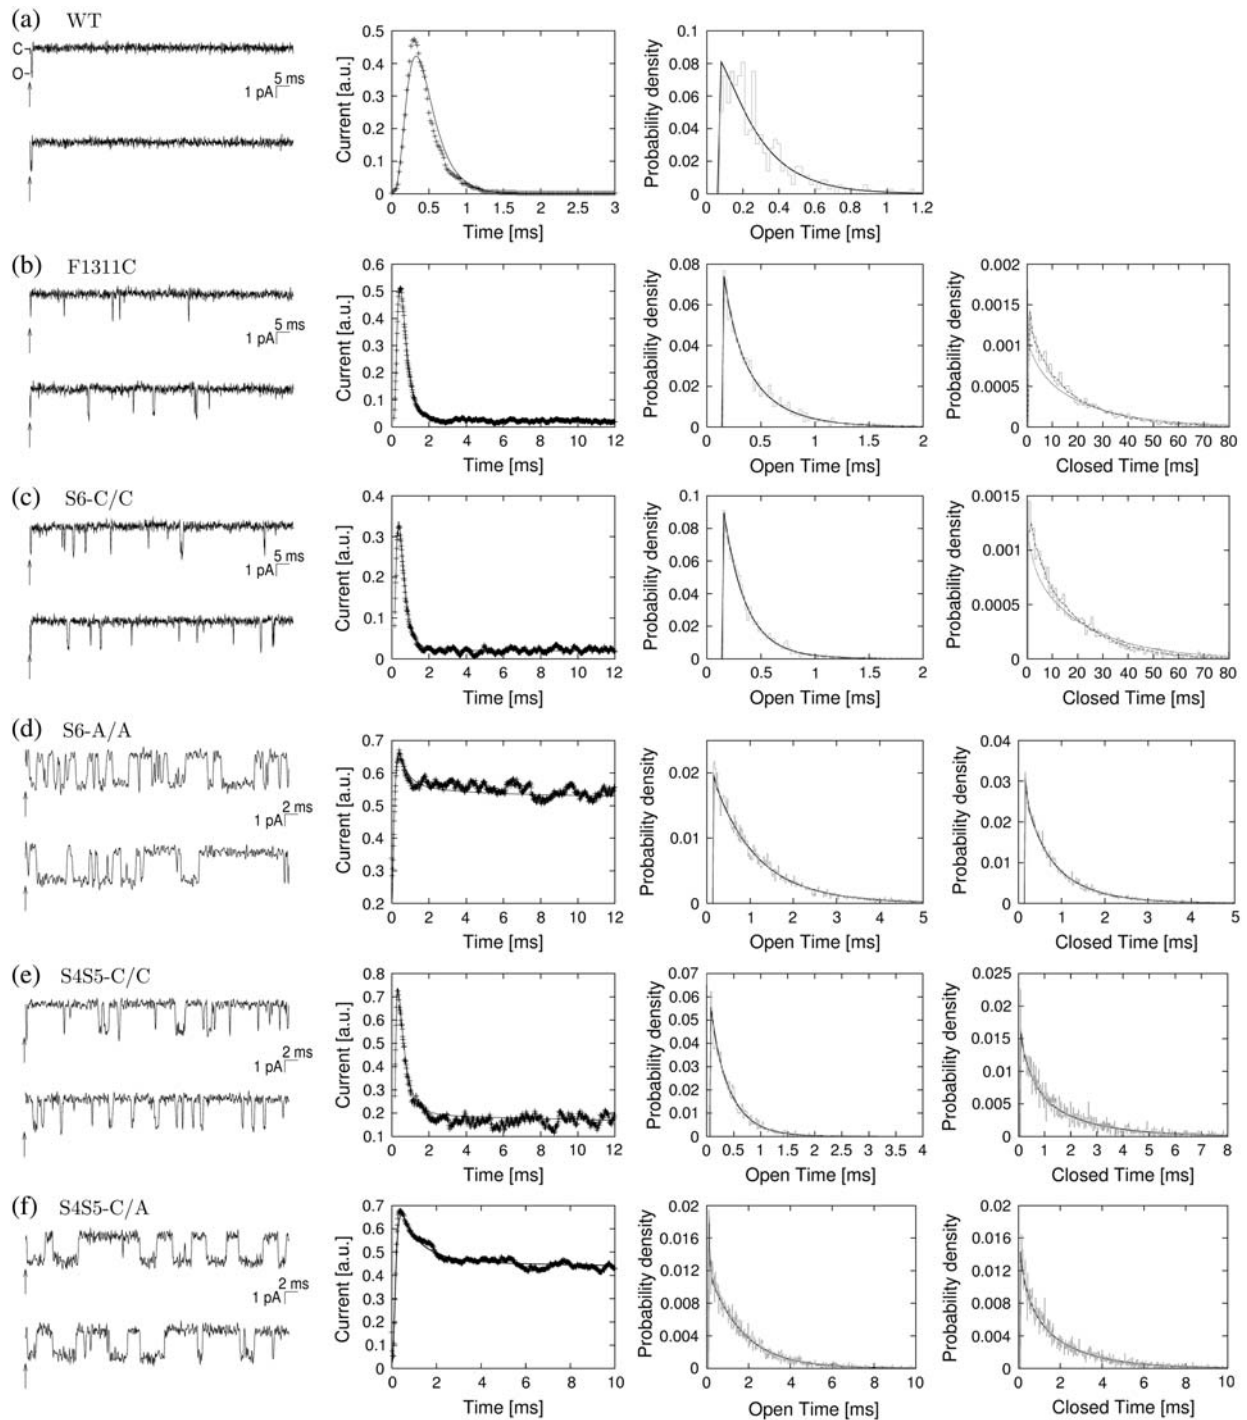 (a) WT
C
O
5 ms
1 pA
Current [a.u.]
0.5
0.4
0.3
0.2
0.1
0
0 0.5 1 1.5 2 2.5 3
Time [ms]
Probability density
0.1
0.08
0.06
0.04
0.02
0
0 0.2 0.4 0.6 0.8 1 1.2
Open Time [ms]
(b) F1311C
5 ms
1 pA
Current [a.u.]
0.6
0.5
0.4
0.3
0.2
0.1
0
0 2 4 6 8 10 12
Time [ms]
Probability density
0.08
0.06
0.04
0.02
0
0 0.5 1 1.5 2
Open Time [ms]
Probability density
0.002
0.0015
0.001
0.0005
0
0 10 20 30 40 50 60 70 80
Closed Time [ms]
(c) S6-C/C
5 ms
1 pA
Current [a.u.]
0.4
0.3
0.2
0.1
0
0 2 4 6 8 10 12
Time [ms]
Probability density
0.1
0.08
0.06
0.04
0.02
0
0 0.5 1 1.5 2
Open Time [ms]
Probability density
0.0015
0.001
0.0005
0
0 10 20 30 40 50 60 70 80
Closed Time [ms]
(d) S6-A/A
2 ms
1 pA
Current [a.u.]
0.7
0.6
0.5
0.4
0.3
0.2
0 2 4 6 8 10 12
Time [ms]
Probability density
0.02
0.01
0
0 1 2 3 4 5
Open Time [ms]
Probability density
0.04
0.03
0.02
0.01
0
0 1 2 3 4 5
Closed Time [ms]
(e) S4S5-C/C
2 ms
1 pA
Current [a.u.]
0.8
0.7
0.6
0.5
0.4
0.3
0.2
0.1
0 2 4 6 8 10 12
Time [ms]
Probability density
0.07
0.06
0.05
0.04
0.03
0.02
0.01
0
0.5 1 1.5 2 2.5 3 3.5 4
Open Time [ms]
Probability density
0.025
0.02
0.015
0.01
0.005
0
0 1 2 3 4 5 6 7 8
Closed Time [ms]
(f) S4S5-C/A
2 ms
1 pA
Current [a.u.]
0.7
0.6
0.5
0.4
0.3
0.2
0.1
0
0 2 4 6 8 10
Time [ms]
Probability density
0.02
0.016
0.012
0.008
0.004
0
0 2 4 6 8 10
Open Time [ms]
Probability density
0.02
0.016
0.012
0.008
0.004
0
0 1 2 3 4 5 6 7 8 9 10
Closed Time [ms]